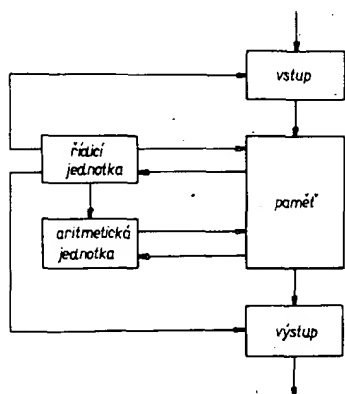 vstup
řídicí
jednotka
paměť
aritmetická
jednotka
výstup